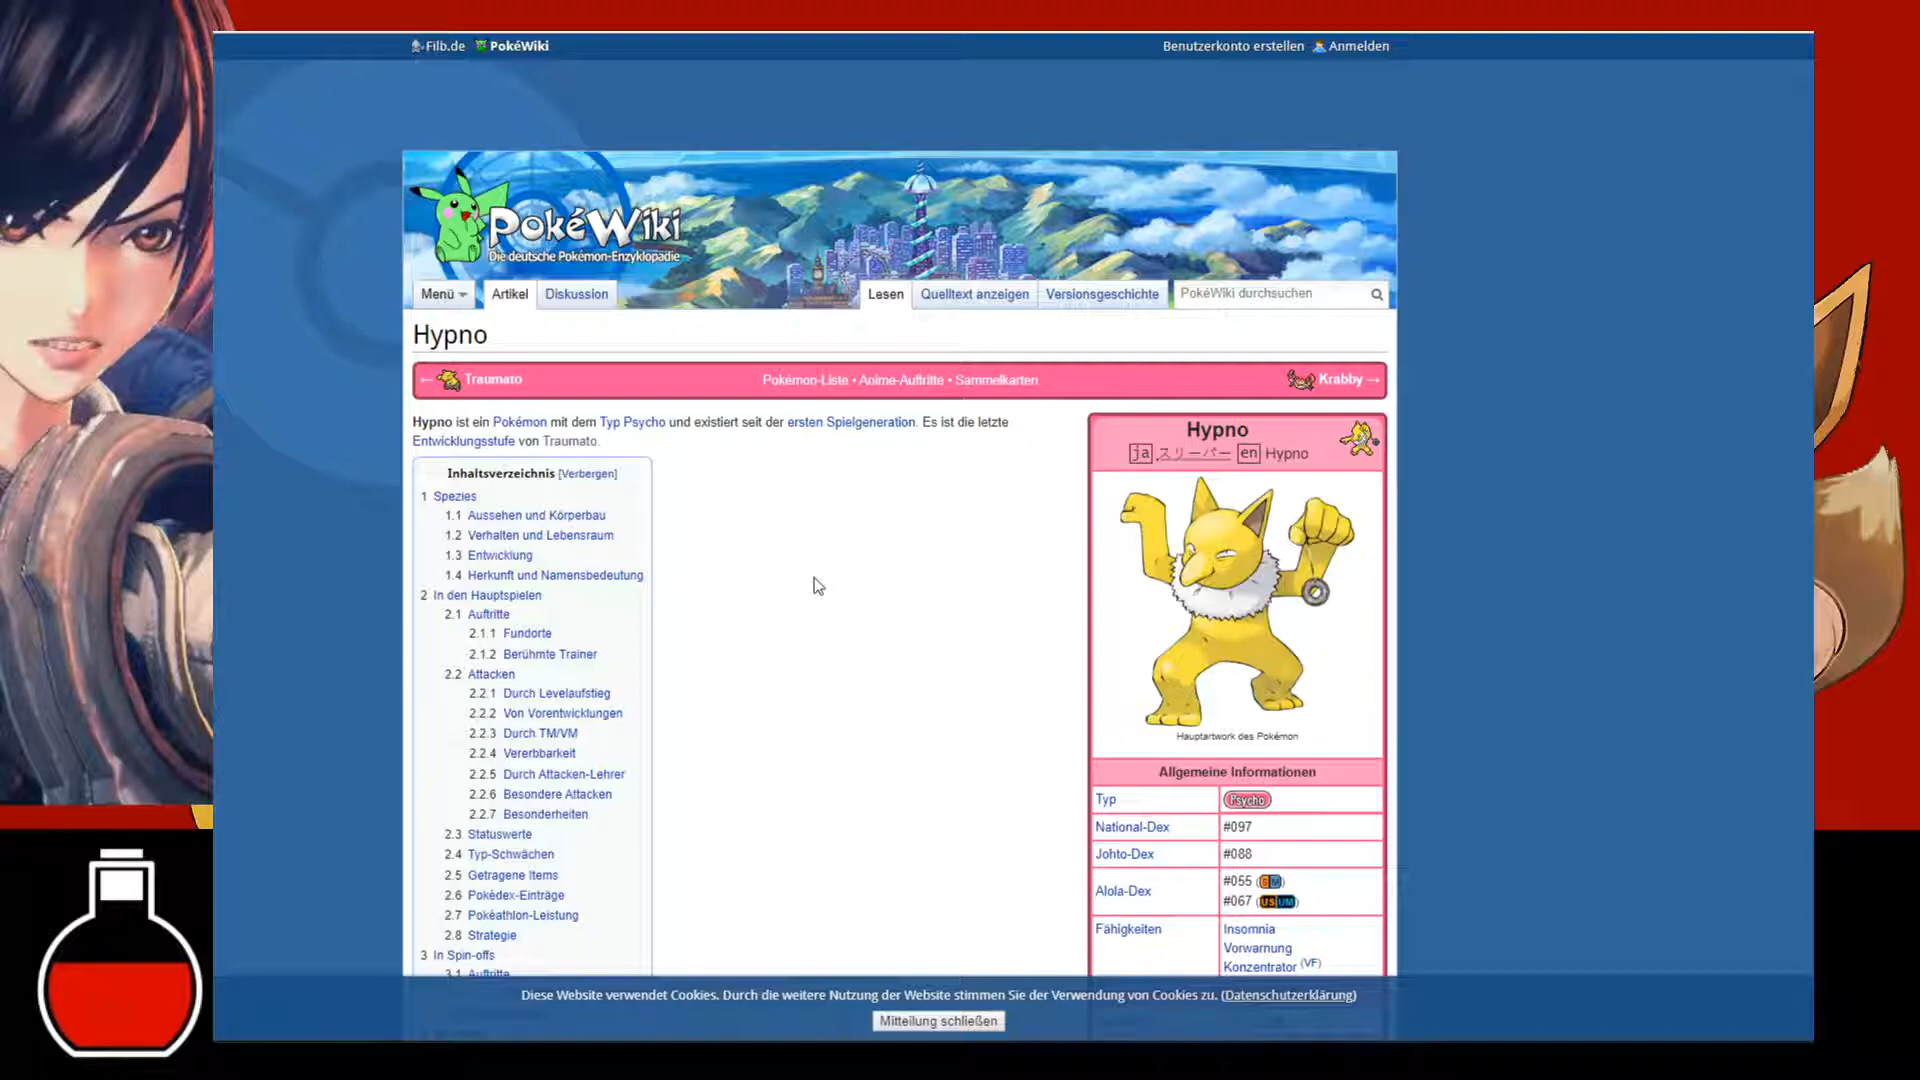 Filb.de PokéWiki
Benutzerkonto erstellen Anmelden
PokéWiki
Die deutsche Pokémon-Enzyklopädie
Menü Artikel Diskussion Lesen Quelltext anzeigen Versionsgeschichte PokéWiki durchsuchen
Hypno
← Traumato Pokémon-Liste • Anime-Auftritte • Sammelkarten Krabby →
Hypno ist ein Pokémon mit dem Typ Psycho und existiert seit der ersten Spielgeneration. Es ist die letzte
Entwicklungsstufe von Traumato.
Inhaltsverzeichnis [Verbergen]
1 Spezies
1.1 Aussehen und Körperbau
1.2 Verhalten und Lebensraum
1.3 Entwicklung
1.4 Herkunft und Namensbedeutung
2 In den Hauptspielen
2.1 Auftritte
2.1.1 Fundorte
2.1.2 Berühmte Trainer
2.2 Attacken
2.2.1 Durch Levelaufstieg
2.2.2 Von Vorentwicklungen
2.2.3 Durch TM/VM
2.2.4 Vererbbarkeit
2.2.5 Durch Attacken-Lehrer
2.2.6 Besondere Attacken
2.2.7 Besonderheiten
2.3 Statuswerte
2.4 Typ-Schwächen
2.5 Getragene Items
2.6 Pokédex-Einträge
2.7 Pokéathlon-Leistung
2.8 Strategie
3 In Spin-offs
3.1 Auftritte
Hypno
ja スリーパー en Hypno
Hauptartwork des Pokémon
Allgemeine Informationen
Typ Psycho
National-Dex #097
Johto-Dex #088
Alola-Dex #055 (SM)
#067 (USUM)
Fähigkeiten Insomnia
Vorwarnung
Konzentrator (VF)
Diese Website verwendet Cookies. Durch die weitere Nutzung der Website stimmen Sie der Verwendung von Cookies zu. (Datenschutzerklärung)
Mitteilung schließen